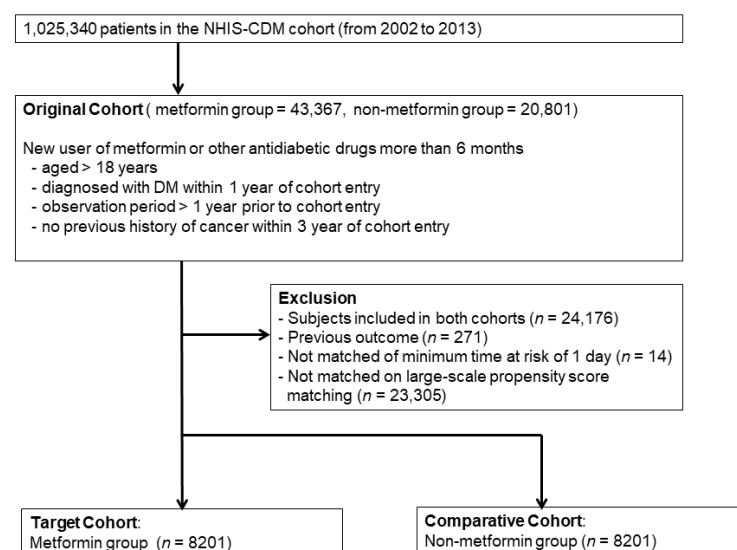 1,025,340 patients in the NHIS-CDM cohort (from 2002 to 2013)
Original Cohort ( metformin group = 43,367, non-metformin group = 20,801)
New user of metformin or other antidiabetic drugs more than 6 months
- aged > 18 years
- diagnosed with DM within 1 year of cohort entry
- observation period > 1 year prior to cohort entry
- no previous history of cancer within 3 year of cohort entry
Exclusion
- Subjects included in both cohorts (n = 24,176)
- Previous outcome (n = 271)
- Not matched of minimum time at risk of 1 day (n = 14)
- Not matched on large-scale propensity score
matching (n = 23,305)
Target Cohort:
Metformin group (n = 8201)
Comparative Cohort:
Non-metformin group (n = 8201)